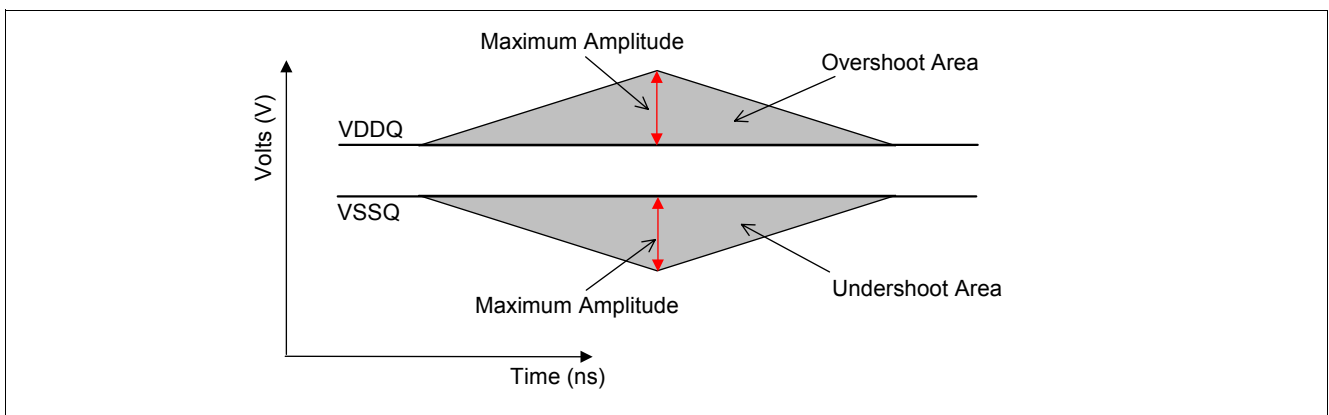 Maximum Amplitude
Overshoot Area
Volts (V)
VDDQ
VSSQ
Maximum Amplitude
Undershoot Area
Time (ns)